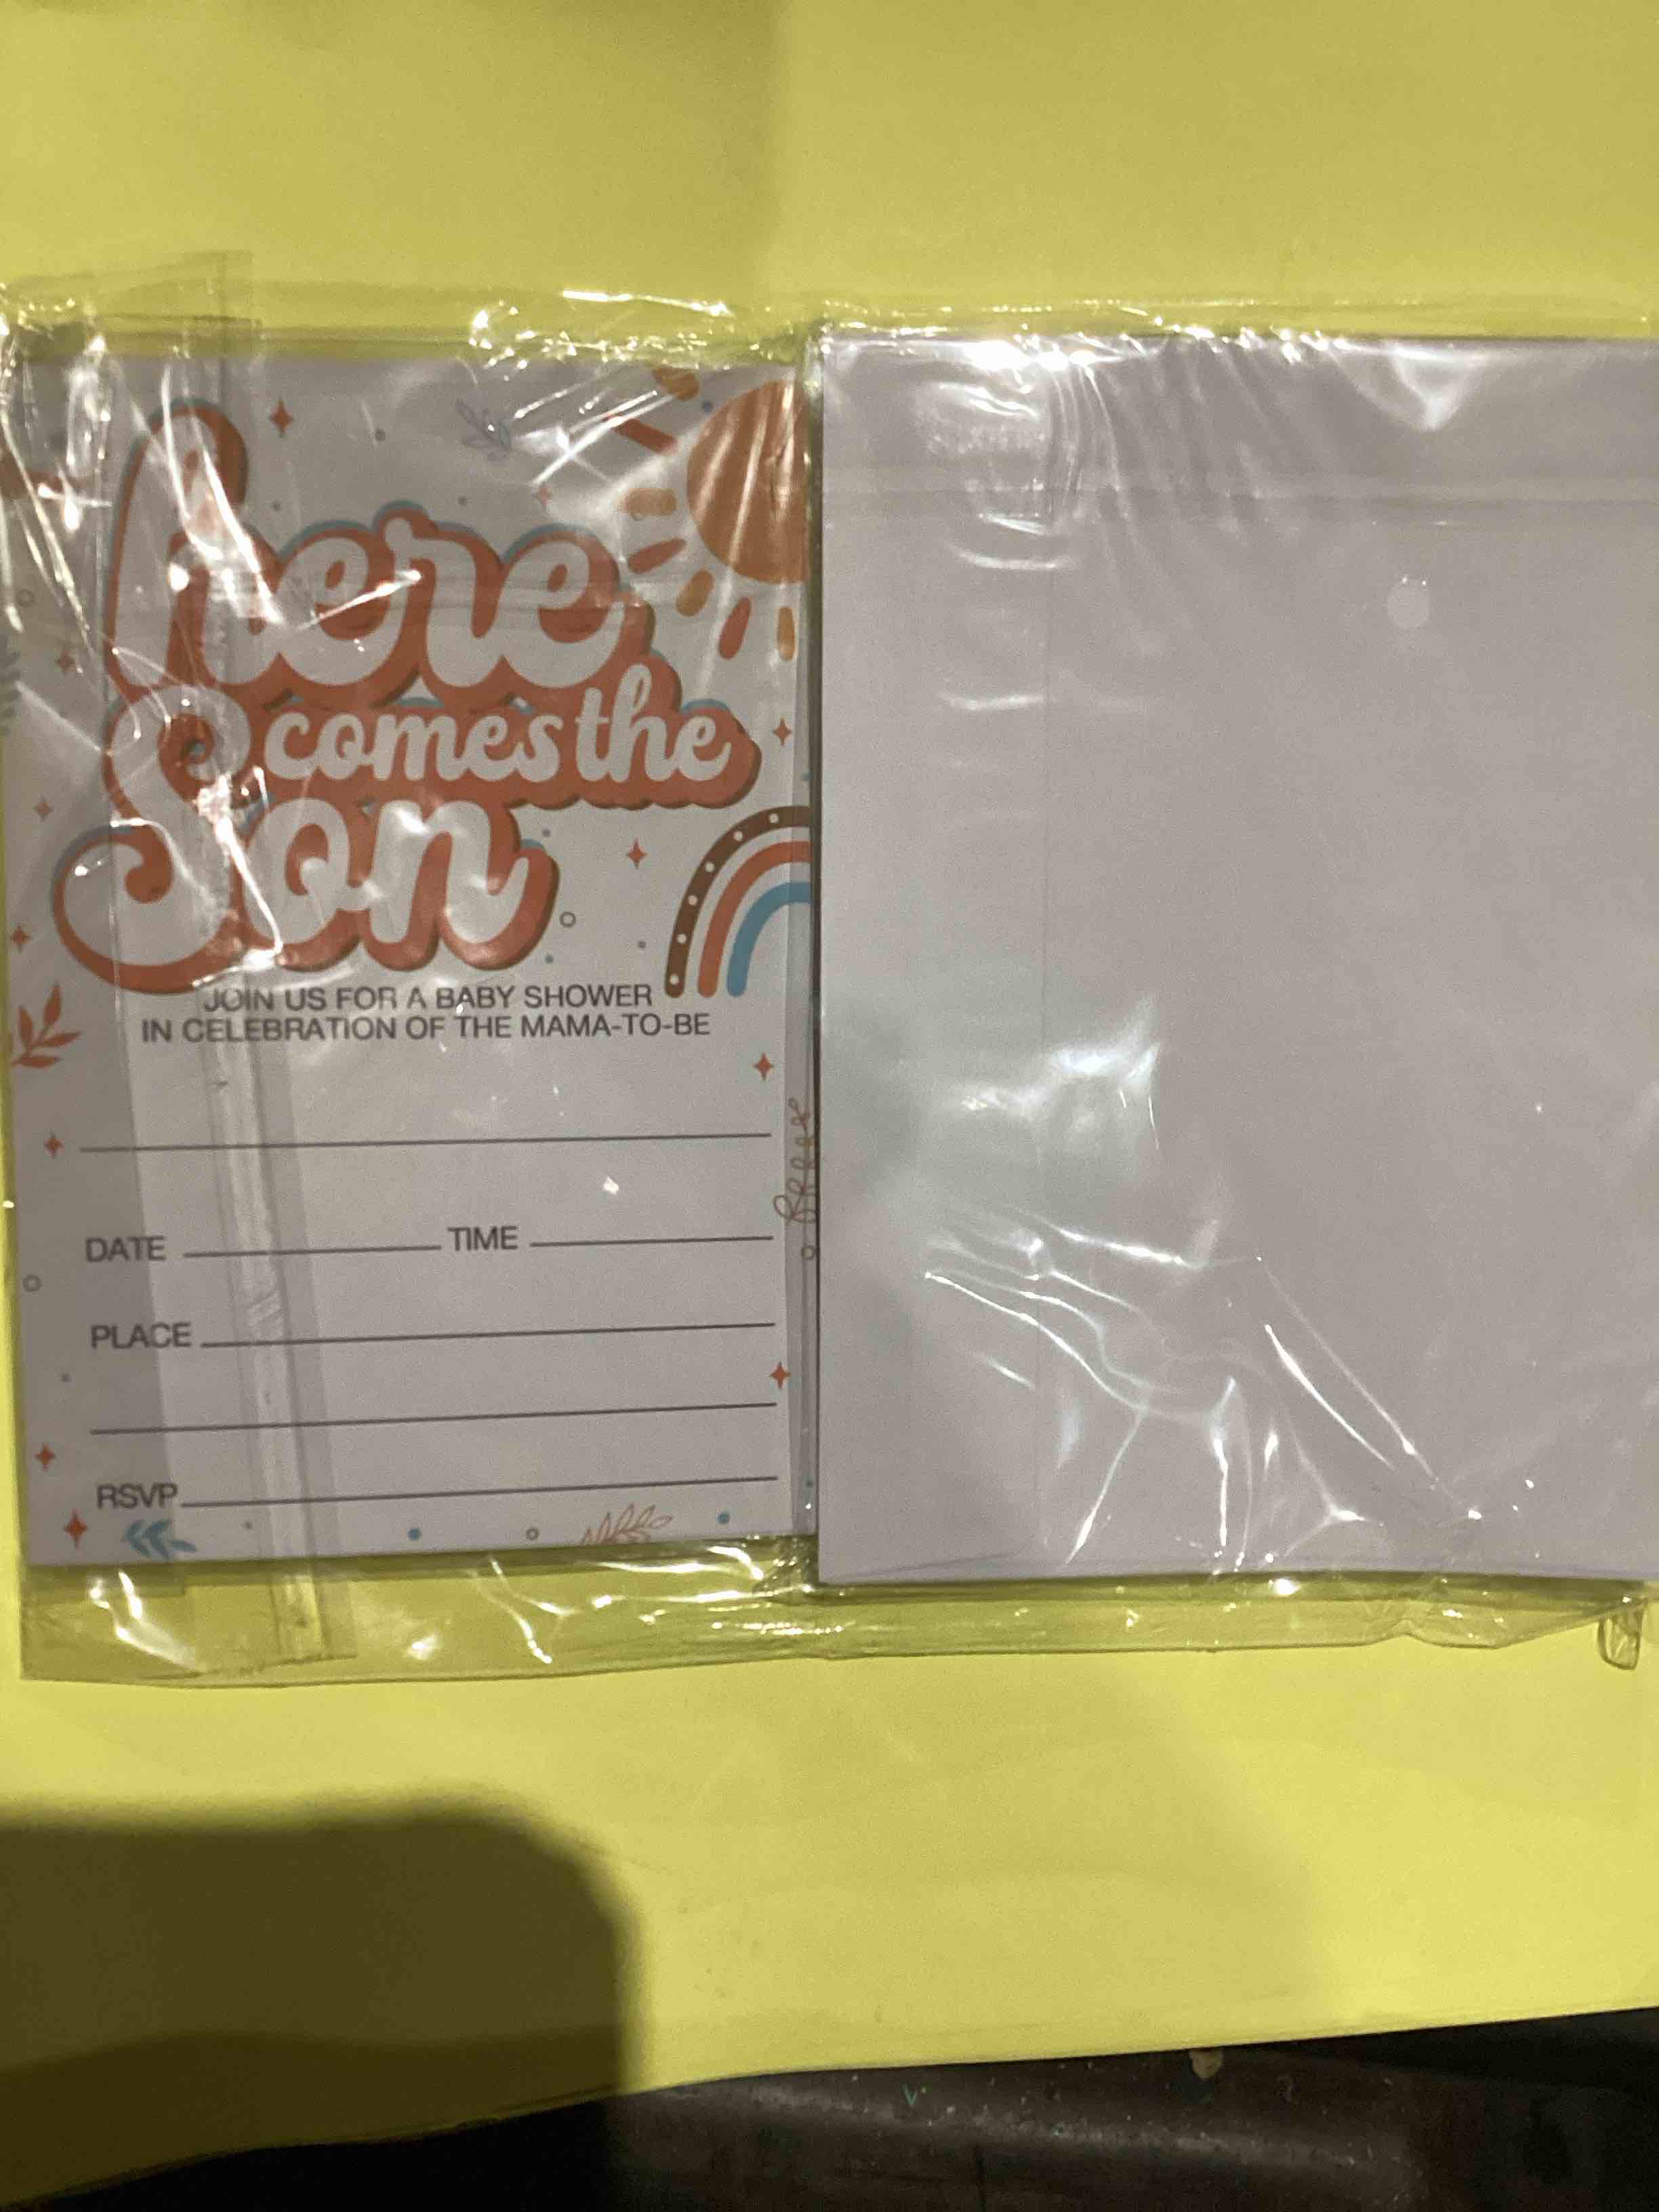 here
comes the
Son
JOIN US FOR A BABY SHOWER
IN CELEBRATION OF THE MAMA-TO-BE
DATE TIME
PLACE
RSVP